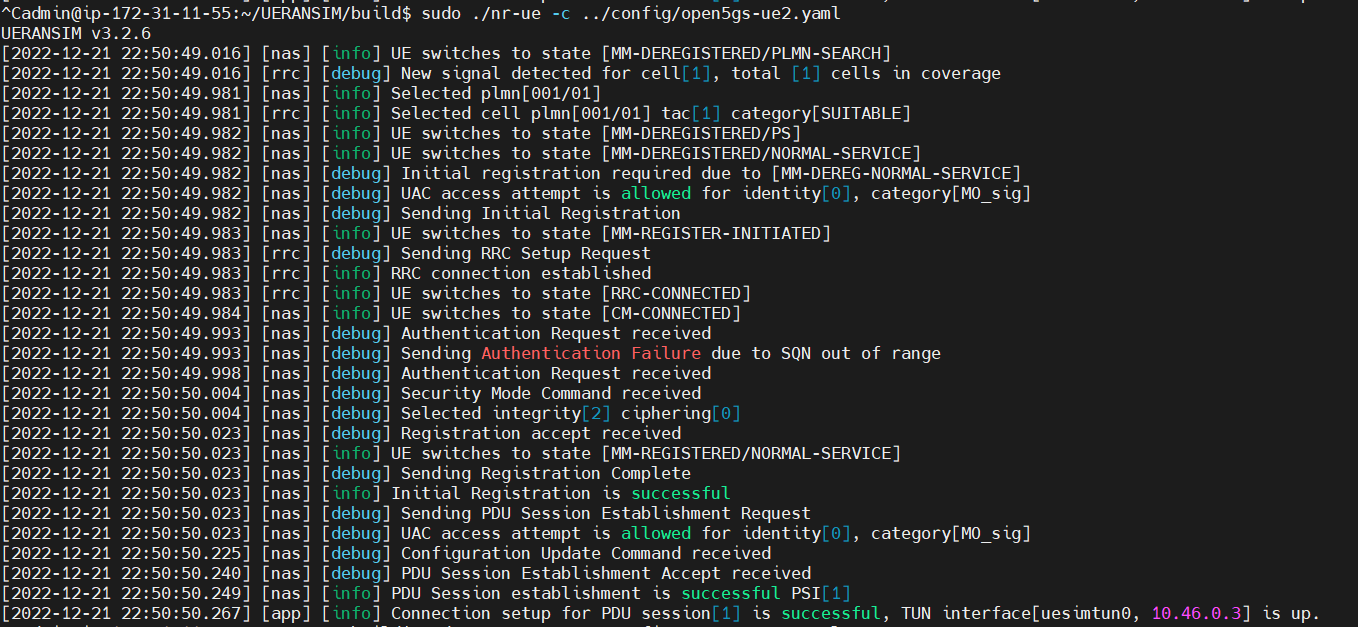 ^Cadmin@ip-172-31-11-55:~/UERANSIM/build$ sudo ./nr-ue -c ../config/open5gs-ue2.yaml
UERANSIM v3.2.6
[2022-12-21 22:50:49.016] [nas] [info] UE switches to state [MM-DEREGISTERED/PLMN-SEARCH]
[2022-12-21 22:50:49.016] [rrc] [debug] New signal detected for cell[1], total [1] cells in coverage
[2022-12-21 22:50:49.981] [nas] [info] Selected plmn[001/01]
[2022-12-21 22:50:49.981] [rrc] [info] Selected cell plmn[001/01] tac[1] category[SUITABLE]
[2022-12-21 22:50:49.982] [nas] [info] UE switches to state [MM-DEREGISTERED/PS]
[2022-12-21 22:50:49.982] [nas] [info] UE switches to state [MM-DEREGISTERED/NORMAL-SERVICE]
[2022-12-21 22:50:49.982] [nas] [debug] Initial registration required due to [MM-DEREG-NORMAL-SERVICE]
[2022-12-21 22:50:49.982] [nas] [debug] UAC access attempt is allowed for identity[0], category[MO_sig]
[2022-12-21 22:50:49.982] [nas] [debug] Sending Initial Registration
[2022-12-21 22:50:49.983] [nas] [info] UE switches to state [MM-REGISTER-INITIATED]
[2022-12-21 22:50:49.983] [rrc] [debug] Sending RRC Setup Request
[2022-12-21 22:50:49.983] [rrc] [info] RRC connection established
[2022-12-21 22:50:49.983] [rrc] [info] UE switches to state [RRC-CONNECTED]
[2022-12-21 22:50:49.984] [nas] [info] UE switches to state [CM-CONNECTED]
[2022-12-21 22:50:49.993] [nas] [debug] Authentication Request received
[2022-12-21 22:50:49.993] [nas] [debug] Sending Authentication Failure due to SQN out of range
[2022-12-21 22:50:49.998] [nas] [debug] Authentication Request received
[2022-12-21 22:50:50.004] [nas] [debug] Security Mode Command received
[2022-12-21 22:50:50.004] [nas] [debug] Selected integrity[2] ciphering[0]
[2022-12-21 22:50:50.023] [nas] [debug] Registration accept received
[2022-12-21 22:50:50.023] [nas] [info] UE switches to state [MM-REGISTERED/NORMAL-SERVICE]
[2022-12-21 22:50:50.023] [nas] [debug] Sending Registration Complete
[2022-12-21 22:50:50.023] [nas] [info] Initial Registration is successful
[2022-12-21 22:50:50.023] [nas] [debug] Sending PDU Session Establishment Request
[2022-12-21 22:50:50.023] [nas] [debug] UAC access attempt is allowed for identity[0], category[MO_sig]
[2022-12-21 22:50:50.225] [nas] [debug] Configuration Update Command received
[2022-12-21 22:50:50.240] [nas] [debug] PDU Session Establishment Accept received
[2022-12-21 22:50:50.249] [nas] [info] PDU Session establishment is successful PSI[1]
[2022-12-21 22:50:50.267] [app] [info] Connection setup for PDU session[1] is successful, TUN interface[uesimtun0, 10.46.0.3] is up.